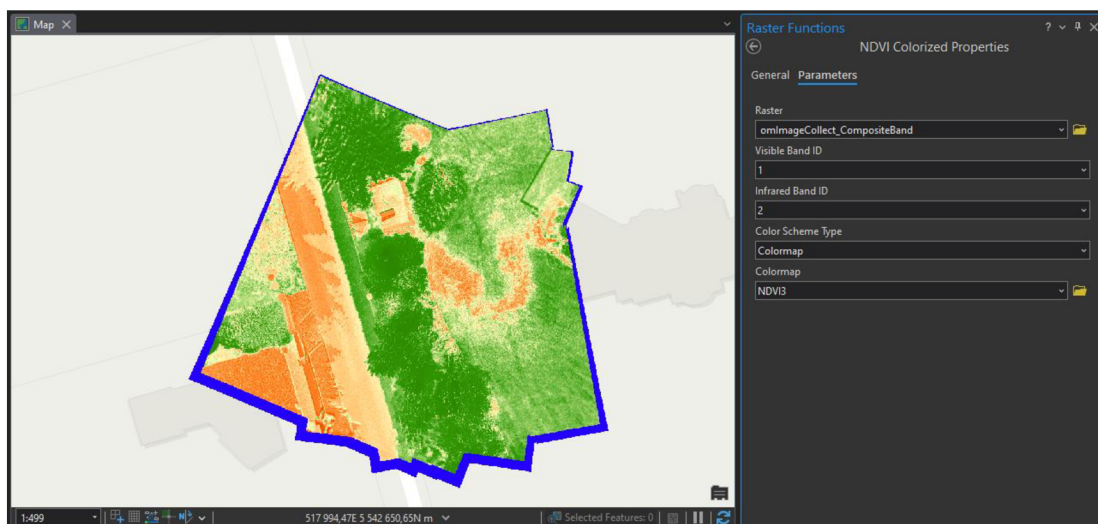 Map
Raster Functions
NDVI Colorized Properties
General Parameters
Raster
omImageCollect_CompositeBand
Visible Band ID
1
Infrared Band ID
2
Color Scheme Type
Colormap
Colormap
NDVI3
1:499
517 994,47E 5 542 650,65N m
Selected Features: 0